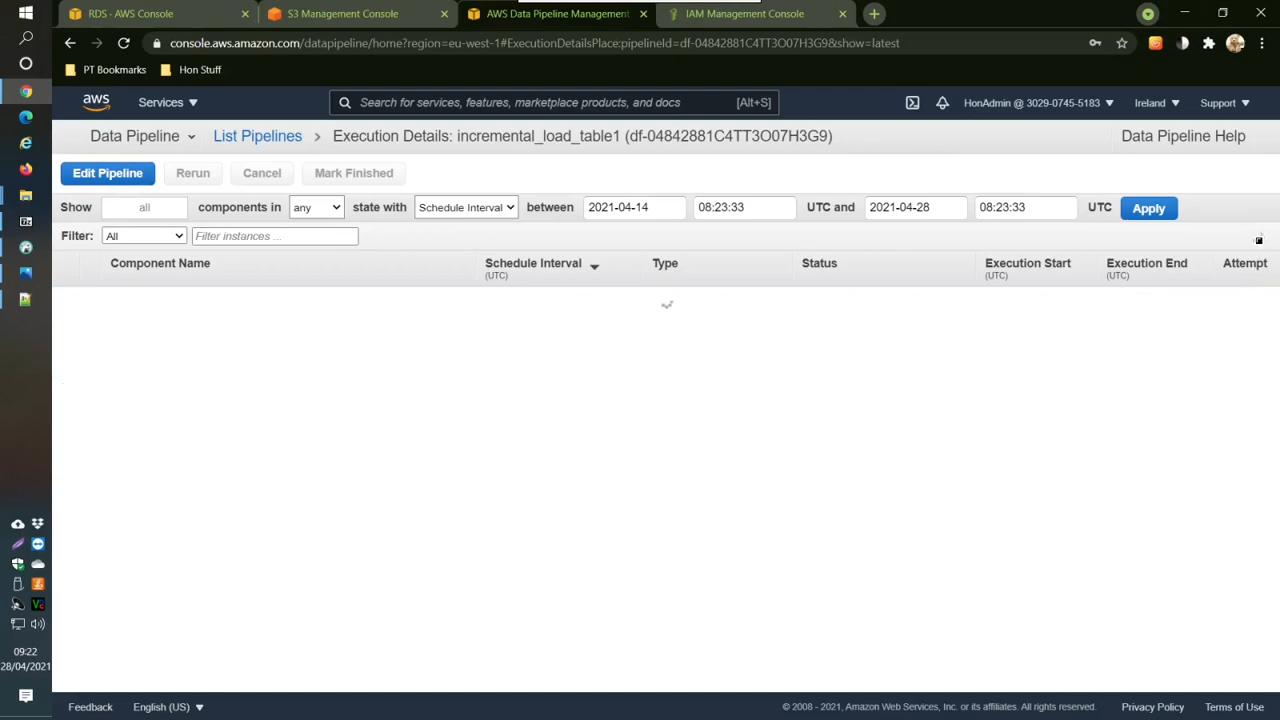 RDS - AWS Console
S3 Management Console
AWS Data Pipeline Management
IAM Management Console
console.aws.amazon.com/datapipeline/home?region=eu-west-1#ExecutionDetailsPlace:pipelineId=df-04842881C4TT3O07H3G9&show=latest
PT Bookmarks
Hon Stuff
aws
Services
Search for services, features, marketplace products, and docs [Alt+S]
HonAdmin @ 3029-0745-5183
Ireland
Support
Data Pipeline
List Pipelines
Execution Details: incremental_load_table1 (df-04842881C4TT3O07H3G9)
Data Pipeline Help
Edit Pipeline
Rerun
Cancel
Mark Finished
Show all components in any state with Schedule Interval between 2021-04-14 08:23:33 UTC and 2021-04-28 08:23:33 UTC Apply
Filter: All Filter instances ...
Component Name
Schedule Interval
(UTC)
Type
Status
Execution Start
(UTC)
Execution End
(UTC)
Attempt
09:22
28/04/2021
Feedback
English (US)
© 2008 - 2021, Amazon Web Services, Inc. or its affiliates. All rights reserved.
Privacy Policy
Terms of Use